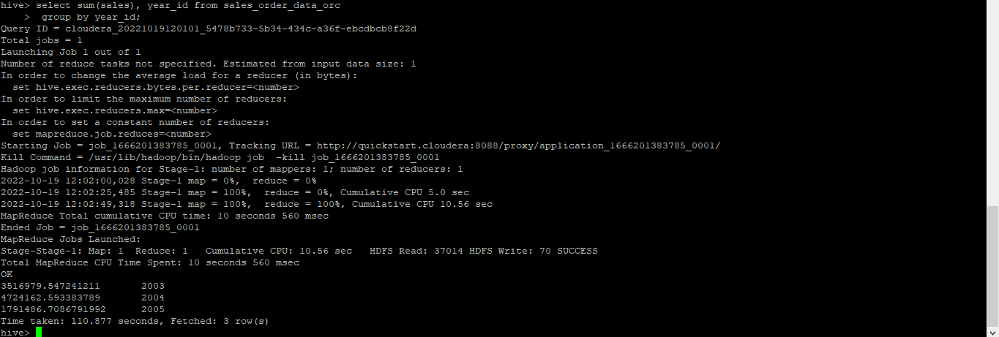 hive> select sum(sales), year_id from sales_order_data_orc
    >  group by year_id;
Query ID = cloudera_20221019120101_5478b733-5b34-434c-a36f-ebcdbcb8f22d
Total jobs = 1
Launching Job 1 out of 1
Number of reduce tasks not specified. Estimated from input data size: 1
In order to change the average load for a reducer (in bytes):
  set hive.exec.reducers.bytes.per.reducer=<number>
In order to limit the maximum number of reducers:
  set hive.exec.reducers.max=<number>
In order to set a constant number of reducers:
  set mapreduce.job.reduces=<number>
Starting Job = job_1666201383785_0001, Tracking URL = http://quickstart.cloudera:8088/proxy/application_1666201383785_0001/
Kill Command = /usr/lib/hadoop/bin/hadoop job  -kill job_1666201383785_0001
Hadoop job information for Stage-1: number of mappers: 1; number of reducers: 1
2022-10-19 12:02:00,028 Stage-1 map = 0%,  reduce = 0%
2022-10-19 12:02:25,485 Stage-1 map = 100%,  reduce = 0%, Cumulative CPU 5.0 sec
2022-10-19 12:02:49,318 Stage-1 map = 100%,  reduce = 100%, Cumulative CPU 10.56 sec
MapReduce Total cumulative CPU time: 10 seconds 560 msec
Ended Job = job_1666201383785_0001
MapReduce Jobs Launched:
Stage-Stage-1: Map: 1  Reduce: 1   Cumulative CPU: 10.56 sec   HDFS Read: 37014 HDFS Write: 70 SUCCESS
Total MapReduce CPU Time Spent: 10 seconds 560 msec
OK
3516979.547241211       2003
4724162.593383789       2004
1791486.7086791992      2005
Time taken: 110.877 seconds, Fetched: 3 row(s)
hive>